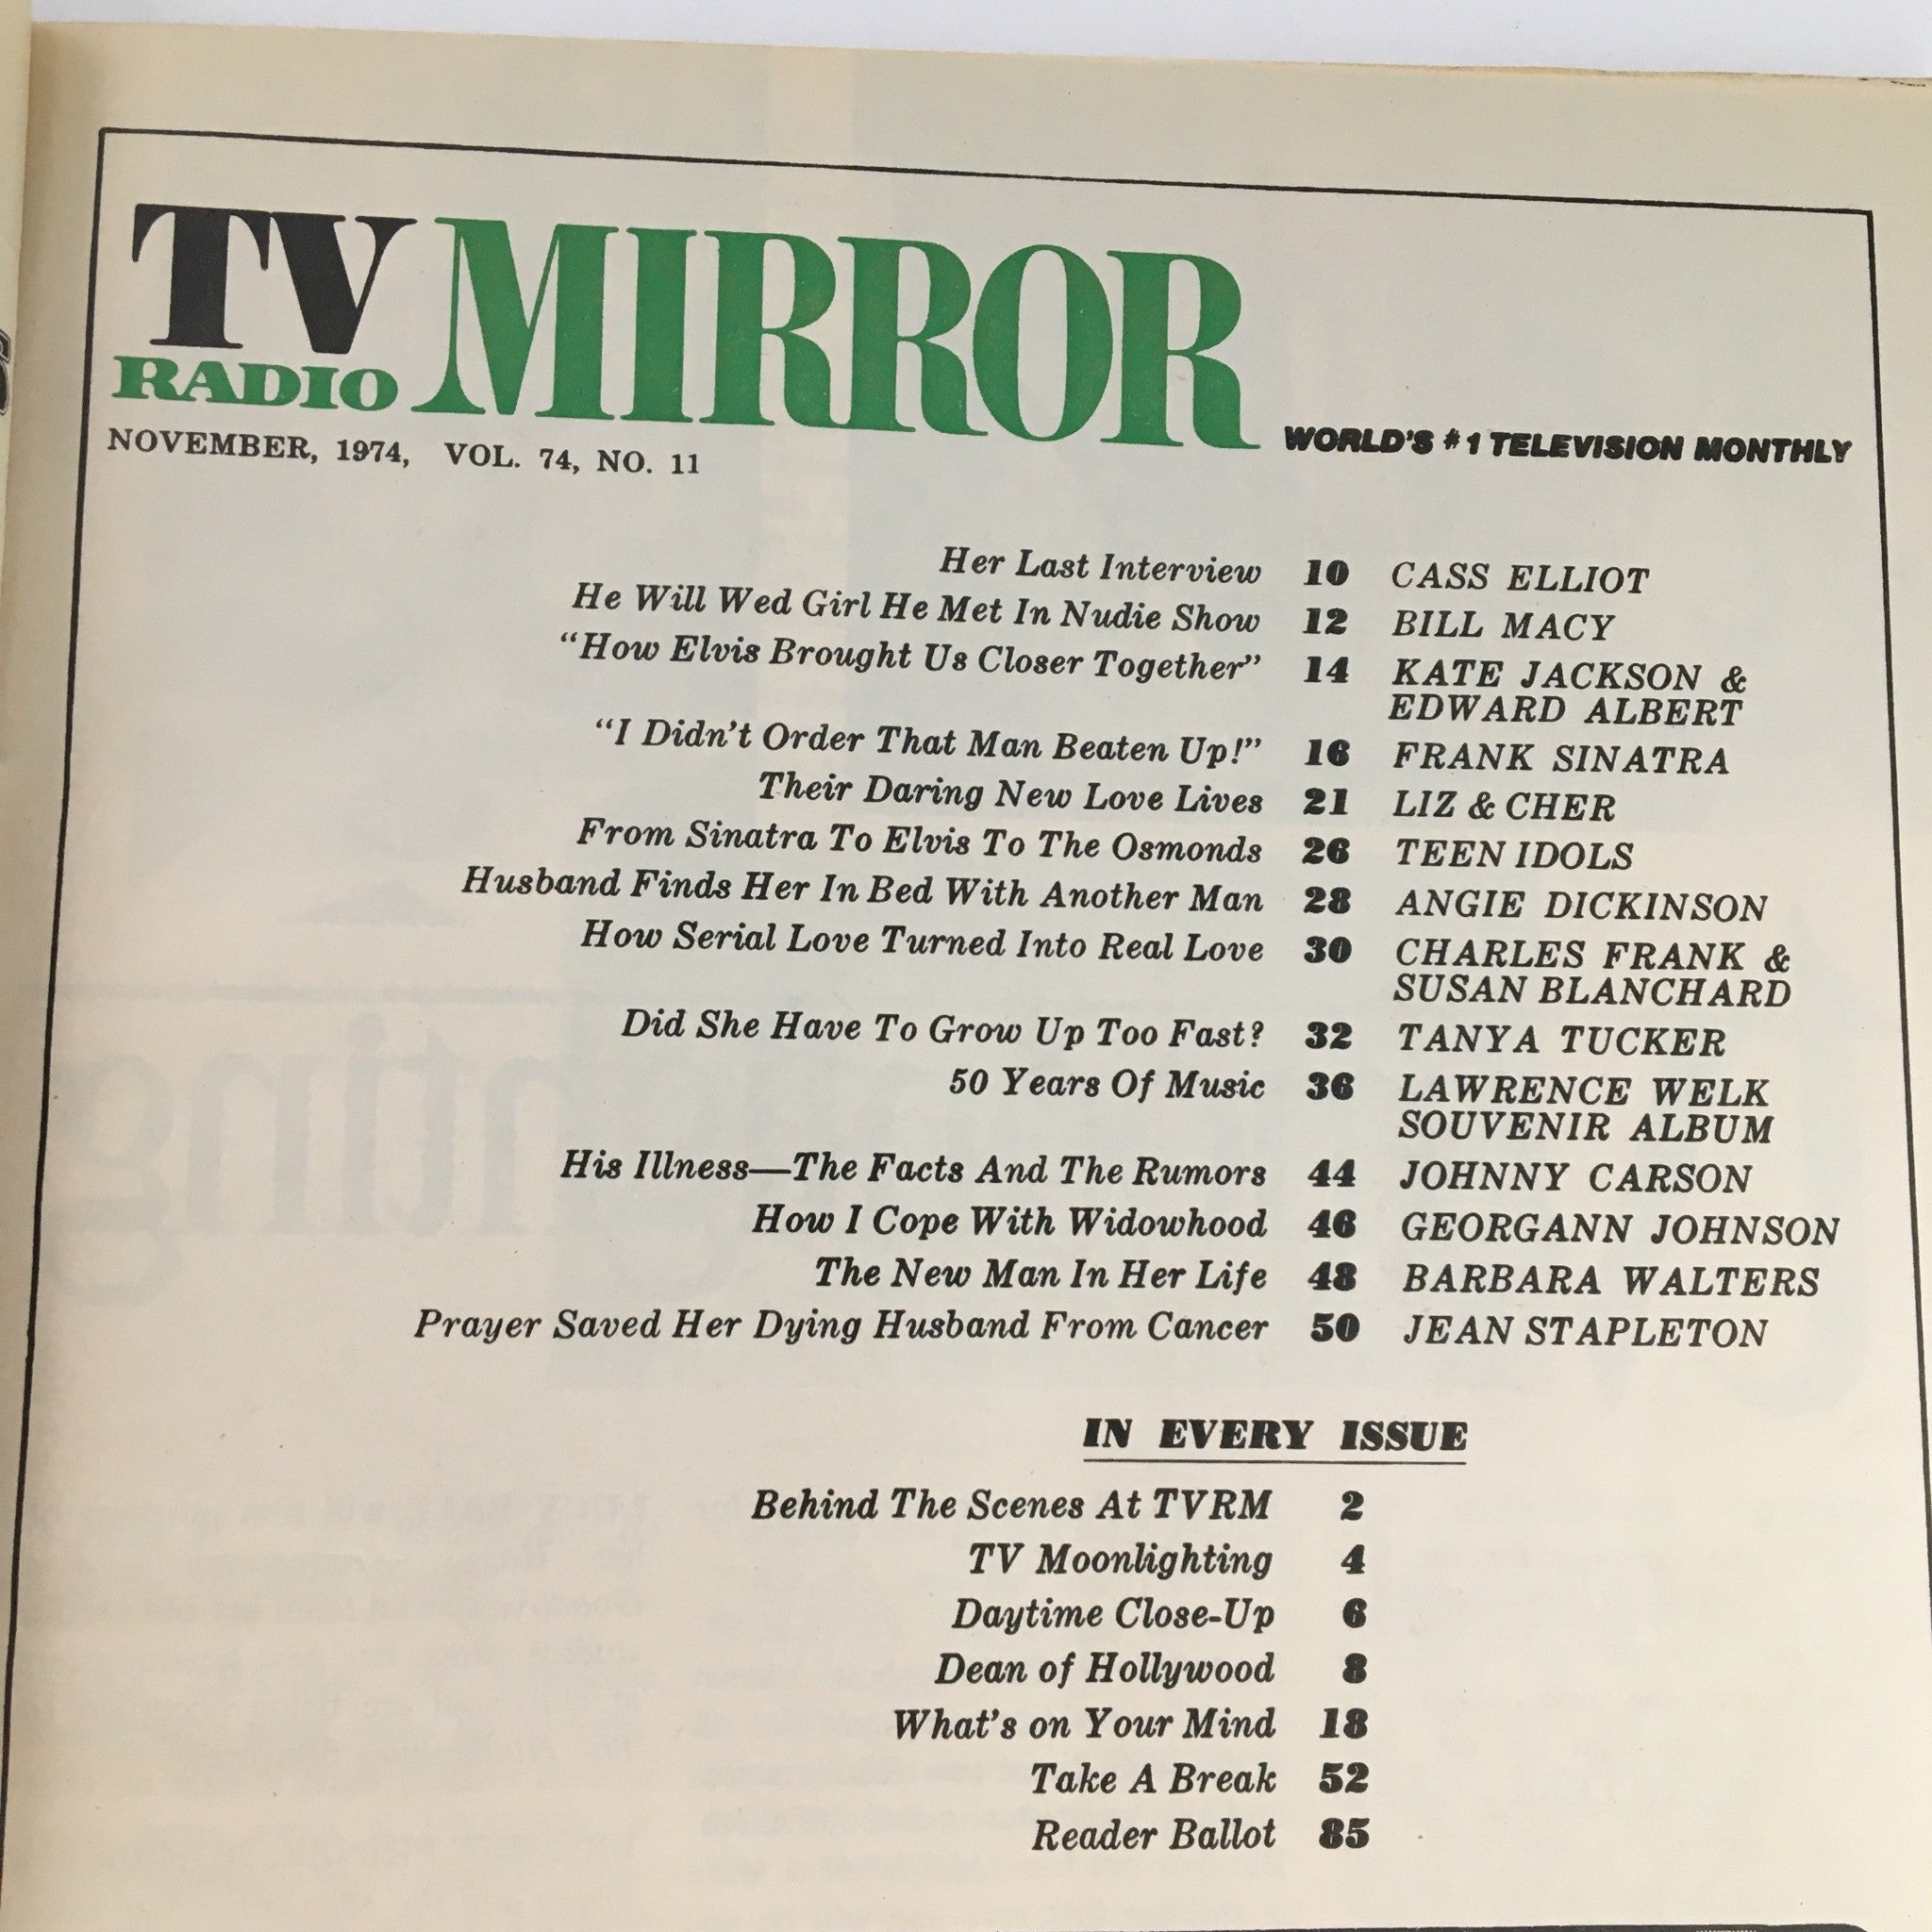 TV RADIO MIRROR
NOVEMBER, 1974, VOL. 74, NO. 11
WORLD'S #1 TELEVISION MONTHLY
Her Last Interview 10 CASS ELLIOT
He Will Wed Girl He Met In Nudie Show 12 BILL MACY
"How Elvis Brought Us Closer Together" 14 KATE JACKSON &
EDWARD ALBERT
"I Didn't Order That Man Beaten Up!" 16 FRANK SINATRA
Their Daring New Love Lives 21 LIZ & CHER
From Sinatra To Elvis To The Osmonds 26 TEEN IDOLS
Husband Finds Her In Bed With Another Man 28 ANGIE DICKINSON
How Serial Love Turned Into Real Love 30 CHARLES FRANK &
SUSAN BLANCHARD
Did She Have To Grow Up Too Fast? 32 TANYA TUCKER
50 Years Of Music 36 LAWRENCE WELK
SOUVENIR ALBUM
His Illness—The Facts And The Rumors 44 JOHNNY CARSON
How I Cope With Widowhood 46 GEORGANN JOHNSON
The New Man In Her Life 48 BARBARA WALTERS
Prayer Saved Her Dying Husband From Cancer 50 JEAN STAPLETON
IN EVERY ISSUE
Behind The Scenes At TVRM 2
TV Moonlighting 4
Daytime Close-Up 6
Dean of Hollywood 8
What's on Your Mind 18
Take A Break 52
Reader Ballot 85